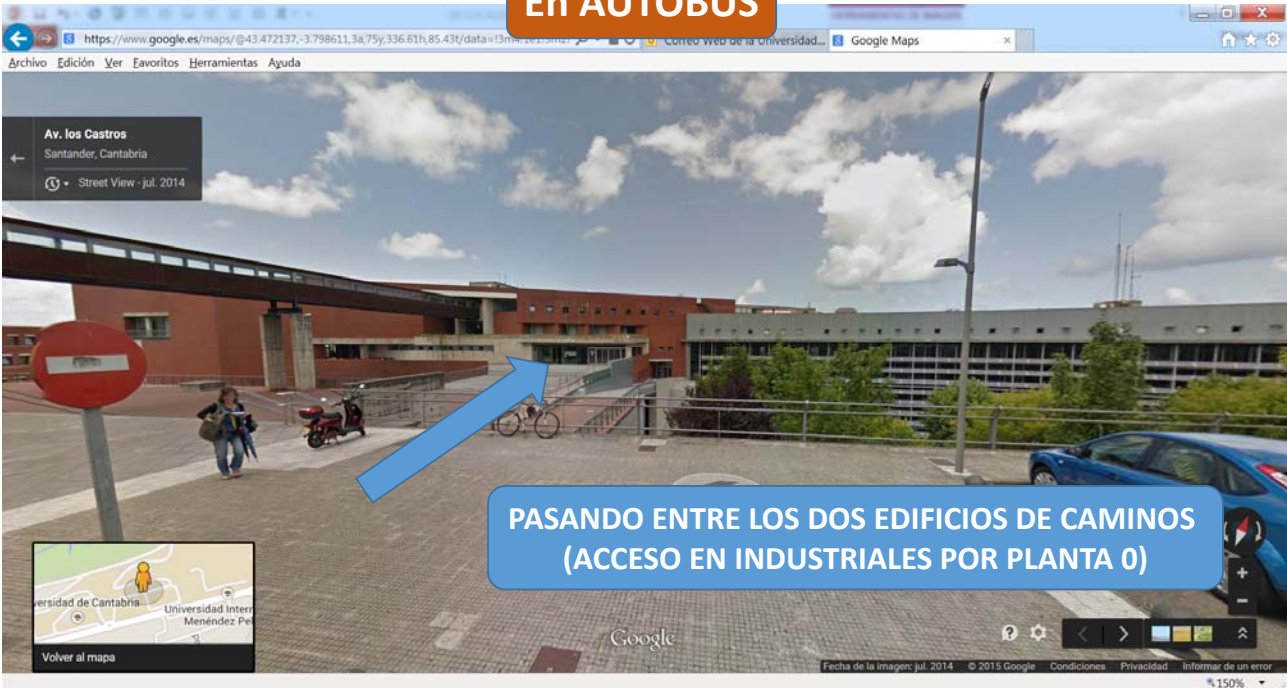 En AUTOBUS
https://www.google.es/maps/@43.472137,-3.798611,3a,75y,336.61h,85.43t/data=!3m4!1e1!3m2!
Correo Web de la Universidad...
Google Maps
Archivo Edición Ver Favoritos Herramientas Ayuda
Av. los Castros
Santander, Cantabria
Street View - jul. 2014
PASANDO ENTRE LOS DOS EDIFICIOS DE CAMINOS
(ACCESO EN INDUSTRIALES POR PLANTA 0)
versidad de Cantabria
Universidad Intern
Menéndez Pel
Volver al mapa
Google
Fecha de la imagen: jul. 2014 © 2015 Google Condiciones Privacidad Informar de un error
150%